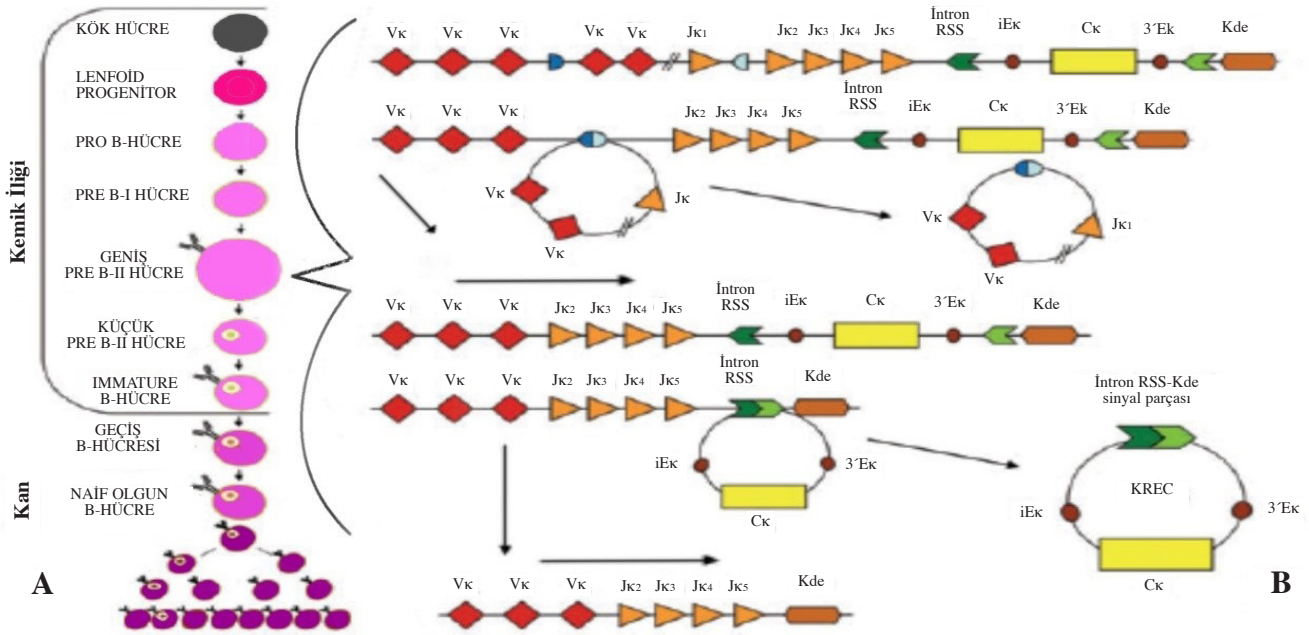 Kemik İliği
Kan
KÖK HÜCRE
LENFOİD
PROGENITOR
PRO B-HÜCRE
PRE B-I HÜCRE
GENİŞ
PRE B-II HÜCRE
KÜÇÜK
PRE B-II HÜCRE
IMMATURE
B-HÜCRE
GEÇİŞ
B-HÜCRESİ
NAİF OLGUN
B-HÜCRE
A
Vκ Vκ Vκ Vκ Vκ Jκ1 Jκ2 Jκ3 Jκ4 Jκ5 İntron RSS iEκ Cκ 3´Ek Kde
Vκ Vκ Vκ Jκ2 Jκ3 Jκ4 Jκ5 İntron RSS iEκ Cκ 3´Ek Kde
Vκ Jκ
Vκ
Vκ Jκ1
Vκ
Vκ Vκ Vκ Jκ2 Jκ3 Jκ4 Jκ5 İntron RSS iEκ Cκ 3´Eκ Kde
Vκ Vκ Vκ Jκ2 Jκ3 Jκ4 Jκ5 İntron RSS Kde
iEκ 3´Eκ
Cκ
İntron RSS-Kde
sinyal parçası
KREC
iEκ 3´Eκ
Cκ
Vκ Vκ Vκ Jκ2 Jκ3 Jκ4 Jκ5 Kde
B